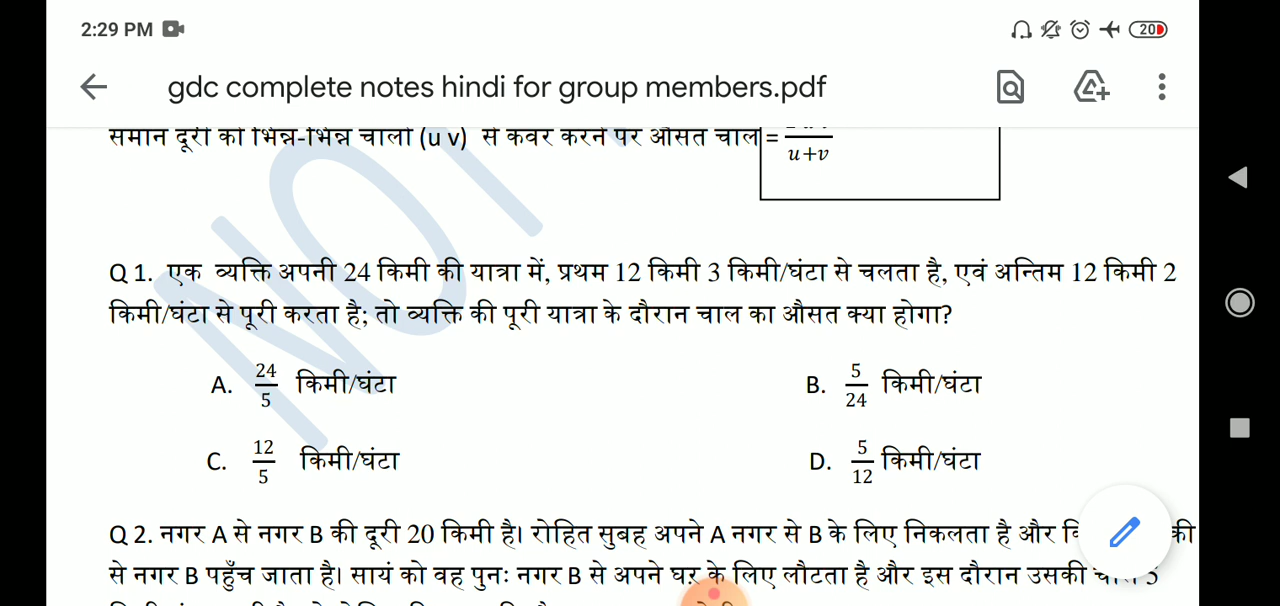 2:29 PM
20
gdc complete notes hindi for group members.pdf
समान दूरी को भिन्न-भिन्न चालों (u v) से कवर करने पर औसत चाल =
u+v
Q 1. एक व्यक्ति अपनी 24 किमी की यात्रा में, प्रथम 12 किमी 3 किमी/घंटा से चलता है, एवं अन्तिम 12 किमी 2
किमी/घंटा से पूरी करता है; तो व्यक्ति की पूरी यात्रा के दौरान चाल का औसत क्या होगा?
A. 24/5 किमी/घंटा B. 5/24 किमी/घंटा
C. 12/5 किमी/घंटा D. 5/12 किमी/घंटा
Q 2. नगर A से नगर B की दूरी 20 किमी है। रोहित सुबह अपने A नगर से B के लिए निकलता है और की
से नगर B पहुँच जाता है। सायं को वह पुनः नगर B से अपने घर के लिए लौटता है और इस दौरान उसकी